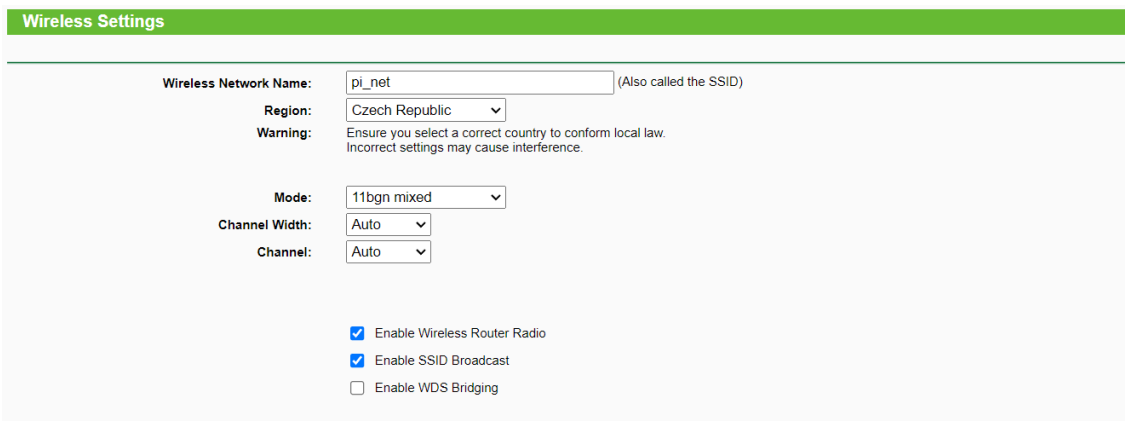 Wireless Settings
Wireless Network Name: pi_net (Also called the SSID)
Region: Czech Republic
Warning: Ensure you select a correct country to conform local law.
Incorrect settings may cause interference.
Mode: 11bgn mixed
Channel Width: Auto
Channel: Auto
Enable Wireless Router Radio
Enable SSID Broadcast
Enable WDS Bridging